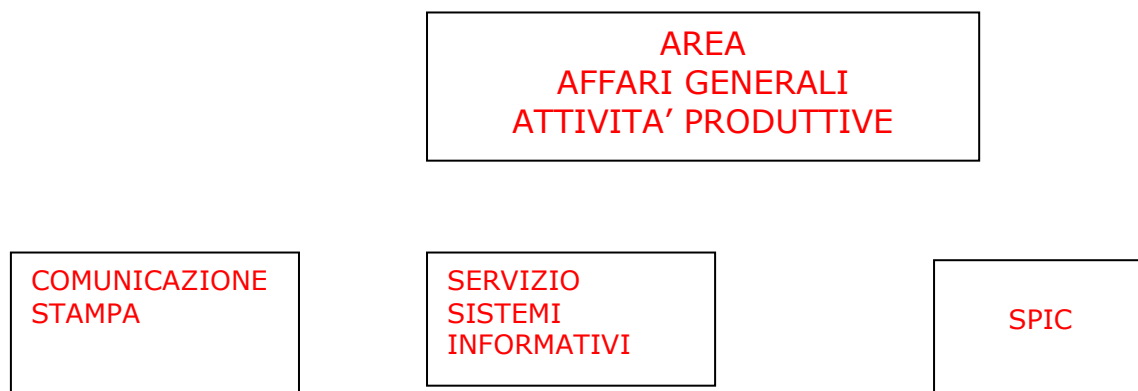 AREA
AFFARI GENERALI
ATTIVITA’ PRODUTTIVE
COMUNICAZIONE
STAMPA
SERVIZIO
SISTEMI
INFORMATIVI
SPIC